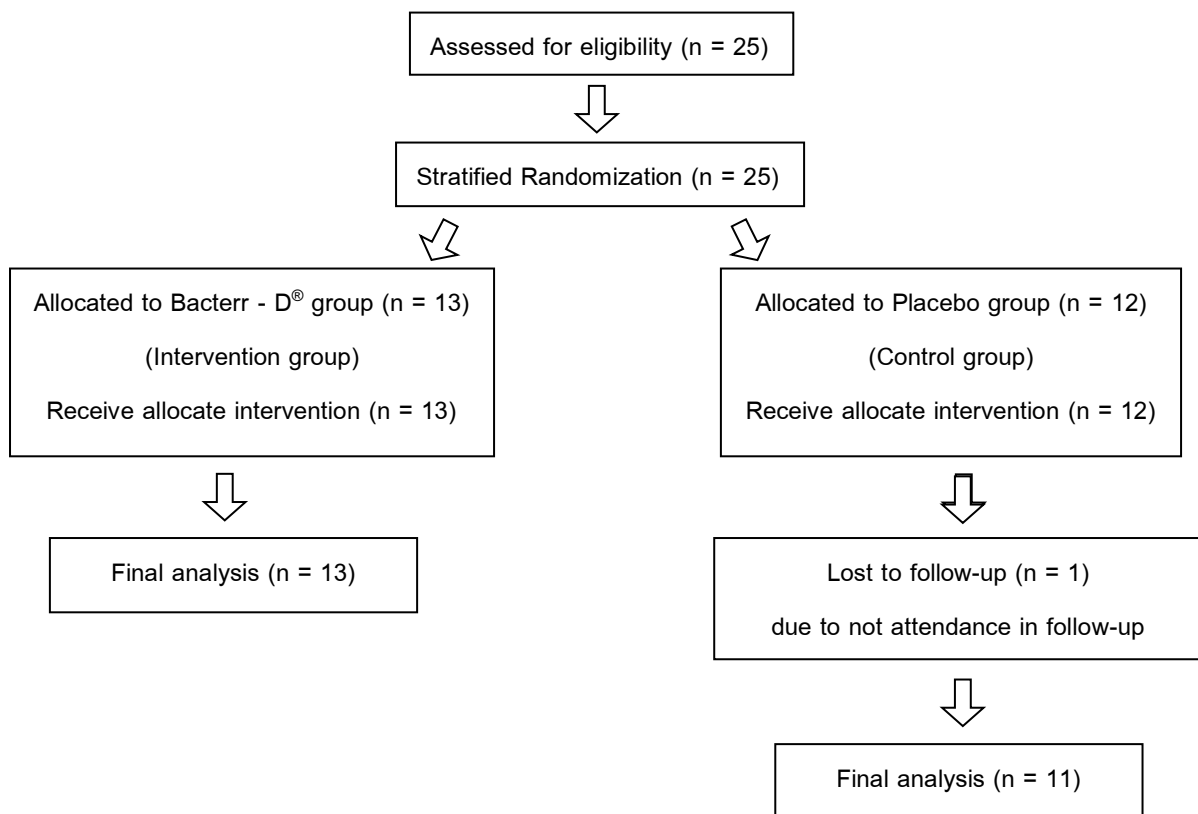 Assessed for eligibility (n = 25)
Stratified Randomization (n = 25)
Allocated to Bacterr - D® group (n = 13)
(Intervention group)
Receive allocate intervention (n = 13)
Allocated to Placebo group (n = 12)
(Control group)
Receive allocate intervention (n = 12)
Final analysis (n = 13)
Lost to follow-up (n = 1)
due to not attendance in follow-up
Final analysis (n = 11)